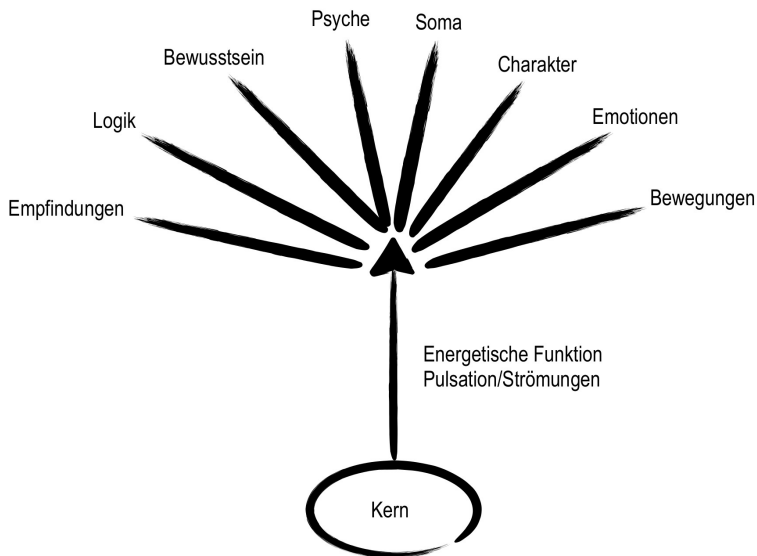 Psyche
Soma
Bewusstsein
Charakter
Logik
Emotionen
Empfindungen
Bewegungen
Energetische Funktion
Pulsation/Strömungen
Kern